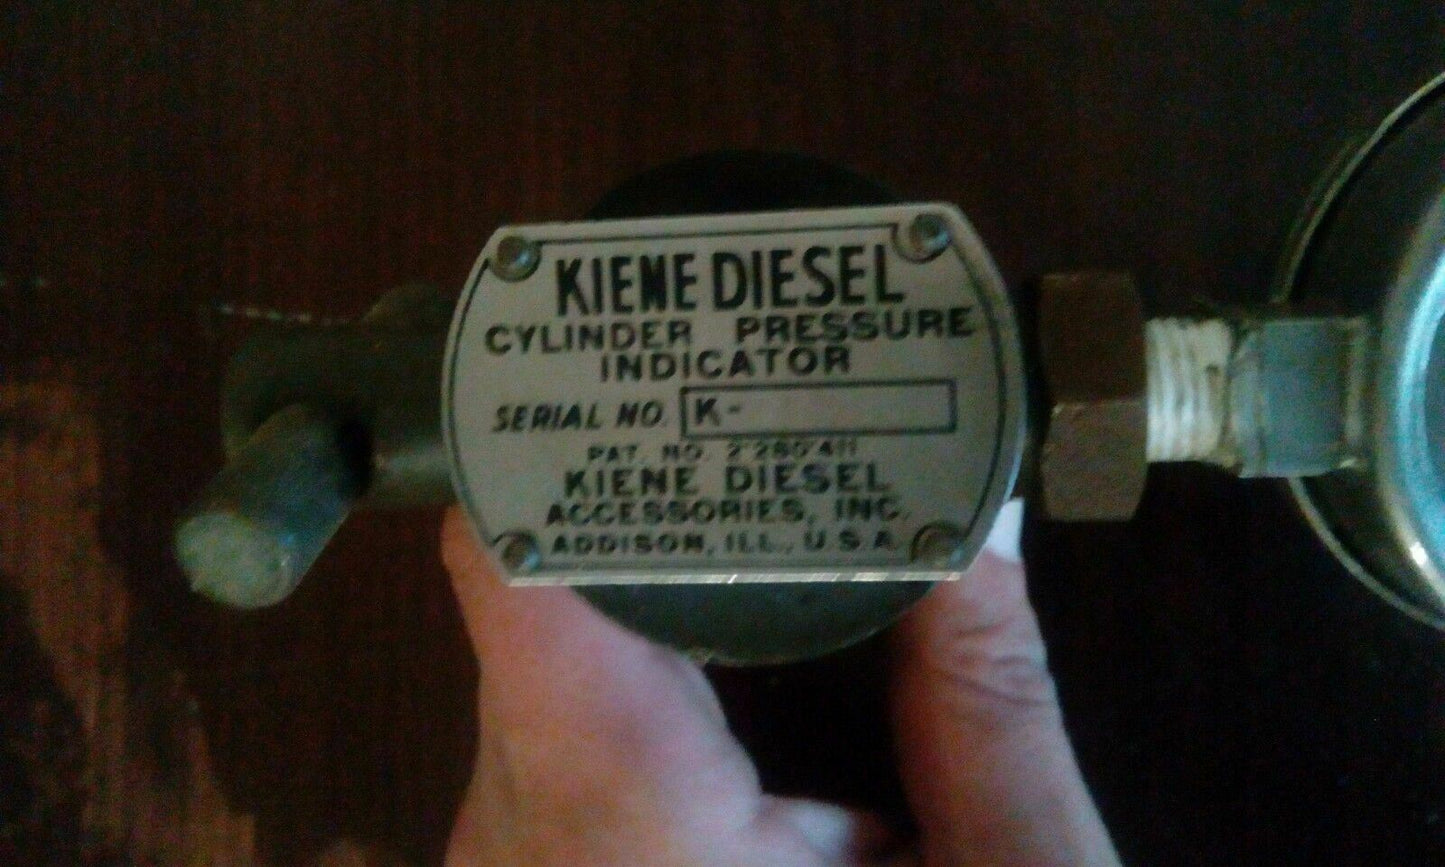 KIENE DIESEL
CYLINDER PRESSURE
INDICATOR
SERIAL NO. K-
PAT. NO. 2'280'411
KIENE DIESEL
ACCESSORIES, INC.
ADDISON, ILL., U.S.A.